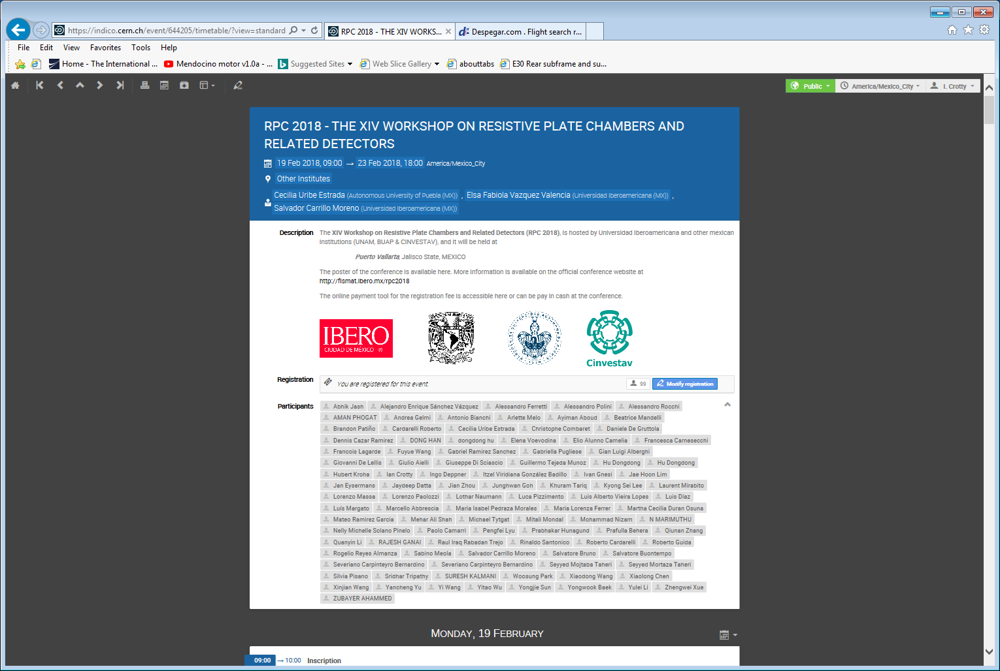 https://indico.cern.ch/event/644205/timetable/?view=standard
RPC 2018 - THE XIV WORKS...
Despegar.com . Flight search r...
File Edit View Favorites Tools Help
Home - The International ... Mendocino motor v1.0a - ... Suggested Sites Web Slice Gallery abouttabs E30 Rear subframe and su...
Public America/Mexico_City I. Crotty
RPC 2018 - THE XIV WORKSHOP ON RESISTIVE PLATE CHAMBERS AND
RELATED DETECTORS
19 Feb 2018, 09:00 → 23 Feb 2018, 18:00 America/Mexico_City
Other Institutes
Cecilia Uribe Estrada (Autonomous University of Puebla (MX)) , Elsa Fabiola Vazquez Valencia (Universidad Iberoamericana (MX)) ,
Salvador Carrillo Moreno (Universidad Iberoamericana (MX))
Description The XIV Workshop on Resistive Plate Chambers and Related Detectors (RPC 2018), is hosted by Universidad Iberoamericana and other mexican
institutions (UNAM, BUAP & CINVESTAV), and it will be held at
Puerto Vallarta, Jalisco State, MEXICO
The poster of the conference is available here. More information is available on the official conference website at
http://fismat.ibero.mx/rpc2018
The online payment tool for the registration fee is accessible here or can be pay in cash at the conference.
IBERO
CIUDAD DE MÉXICO ®
Cinvestav
Registration You are registered for this event. 99 Modify registration
Participants Abhik Jash Alejandro Enrique Sánchez Vázquez Alessandro Ferretti Alessandro Polini Alessandro Rocchi
AMAN PHOGAT Andrea Gelmi Antonio Bianchi Arlette Melo Ayiman Aboud Beatrice Mandelli
Brandon Patiño Cardarelli Roberto Cecilia Uribe Estrada Christophe Combaret Daniele De Gruttola
Dennis Cazar Ramírez DONG HAN dongdong hu Elena Voevodina Elio Alunno Camelia Francesca Carnesecchi
Francois Lagarde Fuyue Wang Gabriel Ramirez Sanchez Gabriella Pugliese Gian Luigi Alberghi
Giovanni De Lellis Giulio Aielli Giuseppe Di Sciascio Guillermo Tejeda Munoz Hu Dongdong Hu Dongdong
Hubert Kroha Ian Crotty Ingo Deppner Itzel Viridiana González Badillo Ivan Gnesi Jae Hoon Lim
Jan Eysermans Jaydeep Datta Jian Zhou Junghwan Goh Khuram Tariq Kyong Sei Lee Laurent Mirabito
Lorenzo Massa Lorenzo Paolozzi Lothar Naumann Luca Pizzimento Luis Alberto Vieira Lopes Luis Díaz
Luís Margato Marcello Abbrescia Maria Isabel Pedraza Morales Maria Lorenza Ferrer Martha Cecilia Duran Osuna
Mateo Ramirez Garcia Mehar Ali Shah Michael Tytgat Mitali Mondal Mohammad Nizam N MARIMUTHU
Nelly Michelle Solano Pinelo Paolo Camarri Pengfei Lyu Prabhakar Hunagund Prafulla Behera Qiunan Zhang
Quanyin Li RAJESH GANAI Raul Iraq Rabadan Trejo Rinaldo Santonico Roberto Cardarelli Roberto Guida
Rogelio Reyes Almanza Sabino Meola Salvador Carrillo Moreno Salvatore Bruno Salvatore Buontempo
Severiano Carpinteyro Bernardino Severiano Carpinteyro Bernardino Seyyed Mojtaba Taheri Seyyed Mortaza Taheri
Silvia Pisano Sridhar Tripathy SURESH KALMANI Woosung Park Xiaodong Wang Xiaolong Chen
Xinjian Wang Yancheng Yu Yi Wang Yitao Wu Yongjie Sun Yongwook Baek Yulei Li Zhengwei Xue
ZUBAYER AHAMMED
MONDAY, 19 FEBRUARY
09:00 → 10:00 Inscription